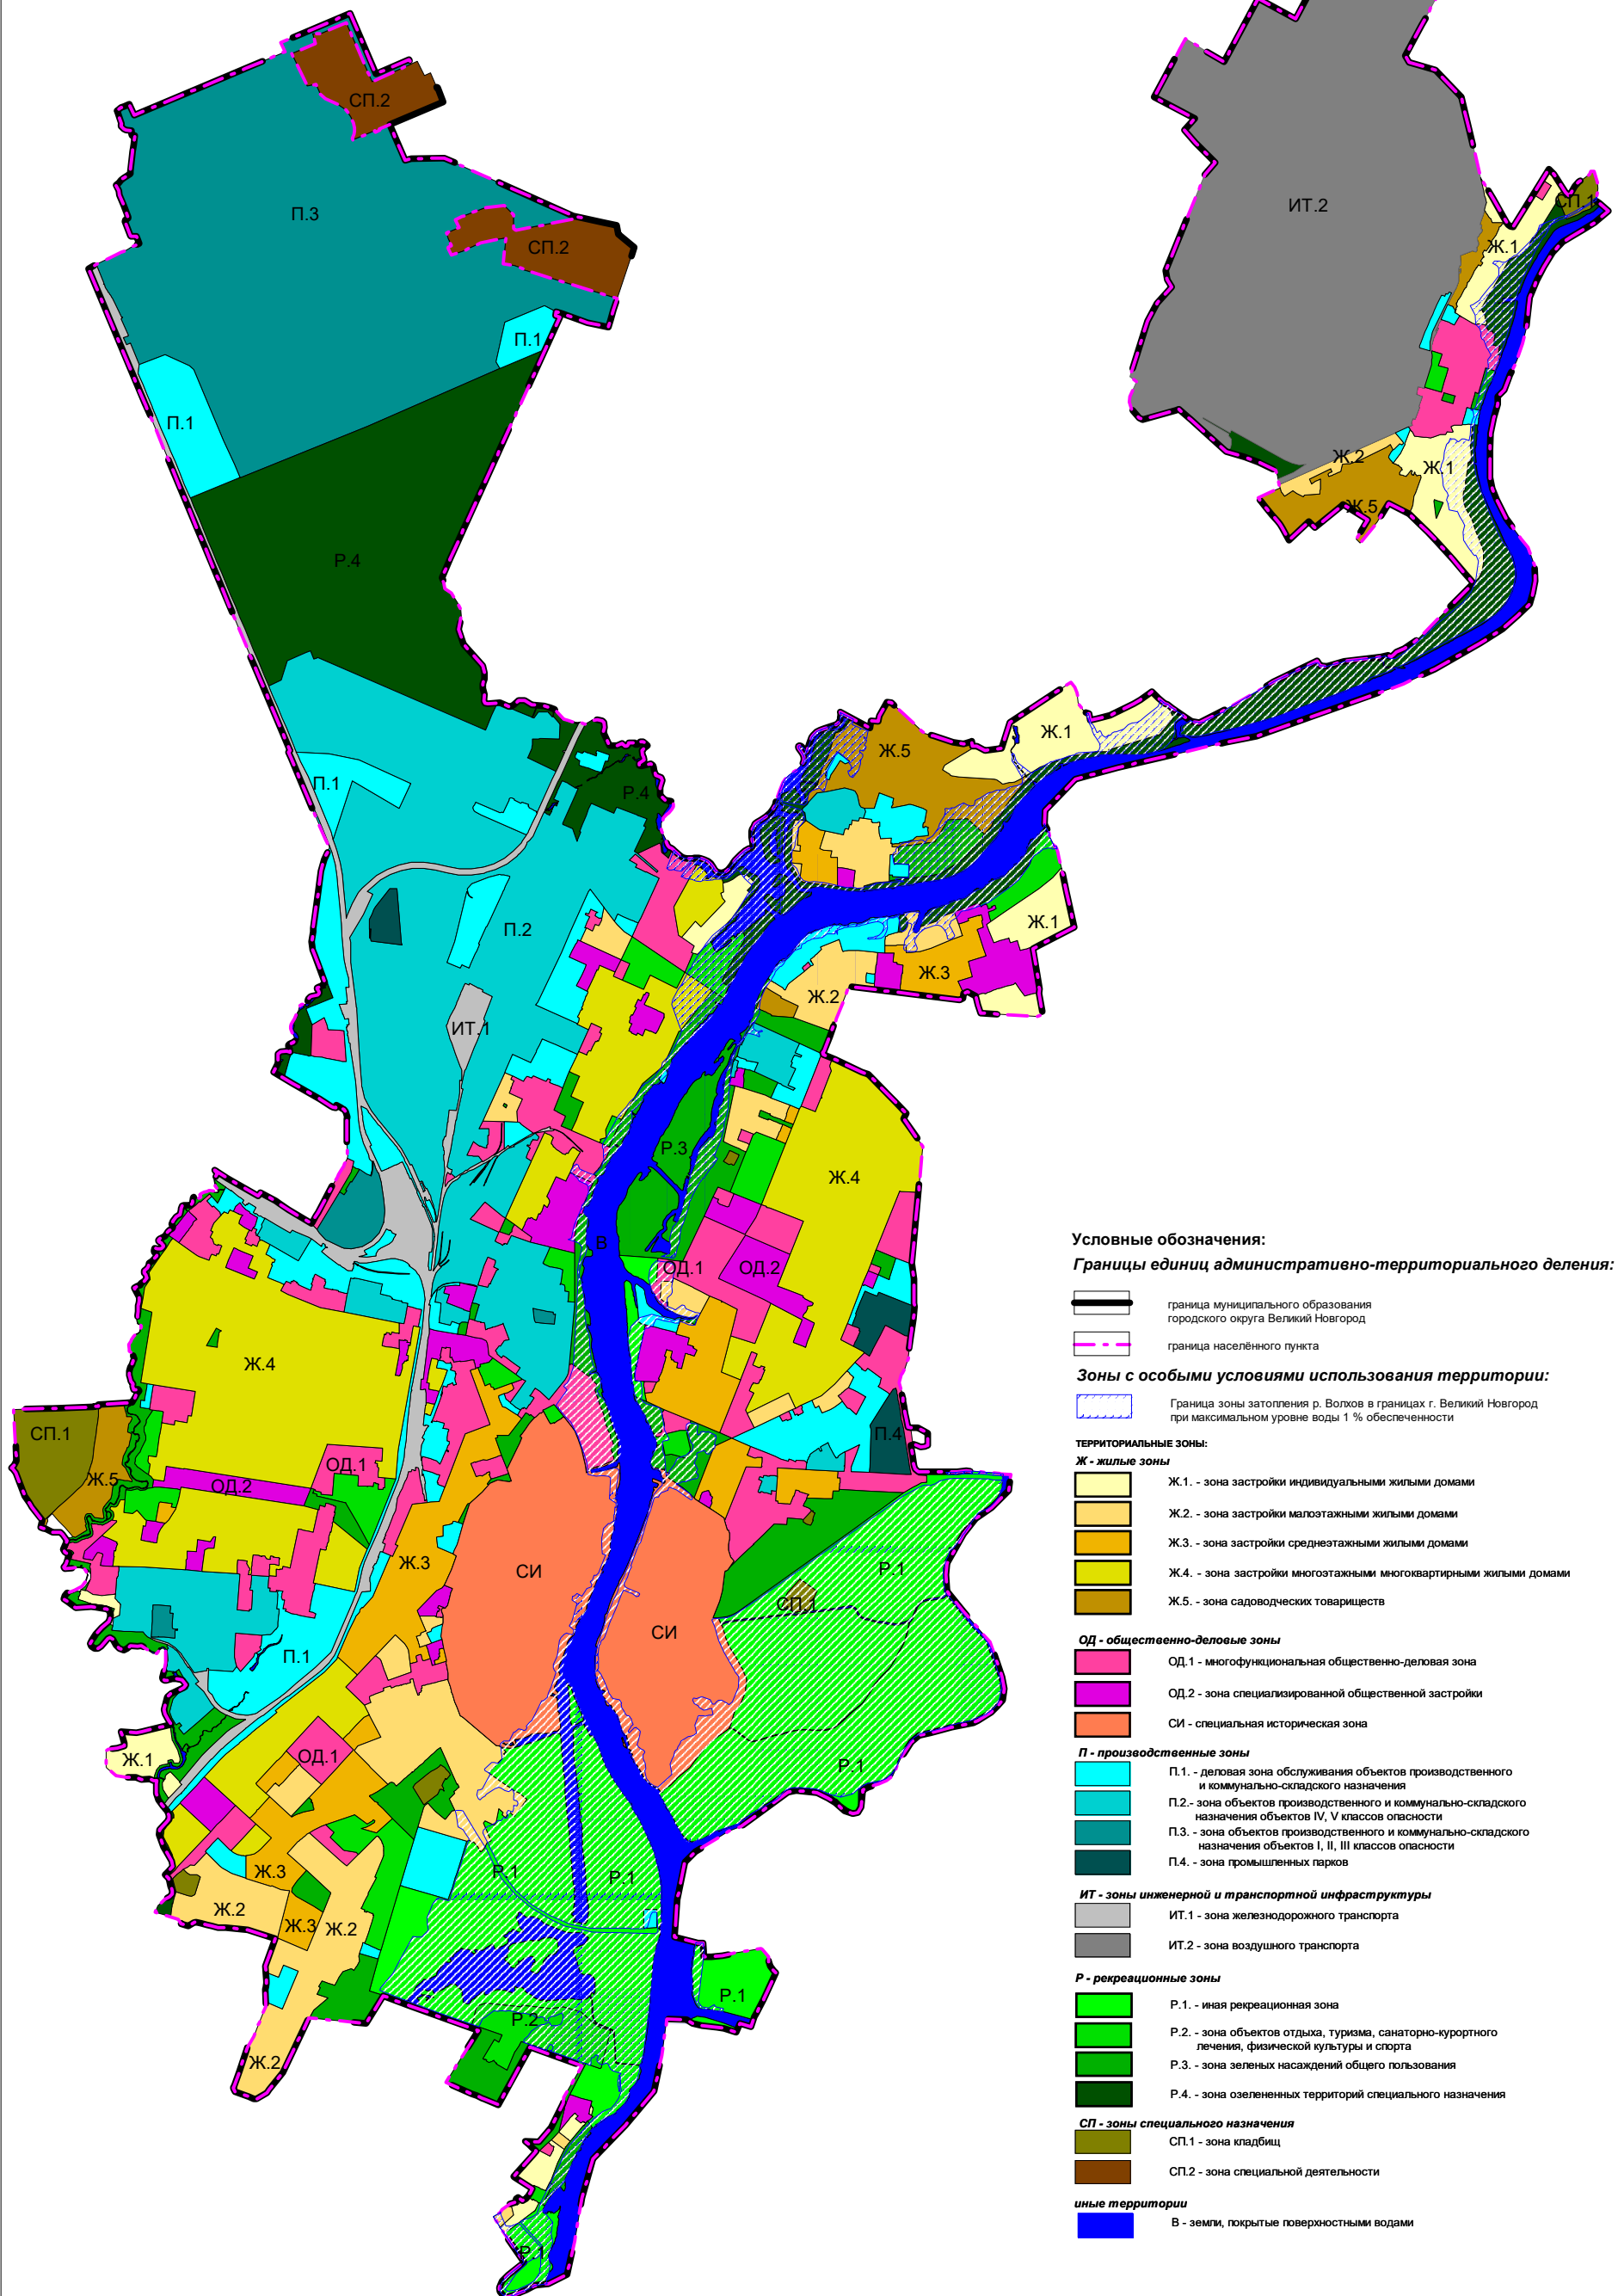 СП.2
П.3
СП.2
П.1
П.1
Р.4
ИТ.2
СП.1
Ж.1
Ж.2
Ж.1
Ж.5
Ж.5
Ж.1
П.1
Р.4
П.2
Ж.1
Ж.3
Ж.2
ИТ.1
Р.3
Ж.4
В
ОД.1
ОД.2
Ж.4
СП.1
Ж.5
ОД.1
ОД.2
П.4
Ж.3
СИ
Р.1
СП.1
СИ
П.1
Ж.1
ОД.1
Р.1
Ж.3
Р.1
Р.1
Ж.2
Ж.3
Ж.2
Р.1
Р.2
Ж.2
Р.1
Условные обозначения:
Границы единиц административно-территориального деления:
граница муниципального образования
городского округа Великий Новгород
граница населённого пункта
Зоны с особыми условиями использования территории:
Граница зоны затопления р. Волхов в границах г. Великий Новгород
при максимальном уровне воды 1 % обеспеченности
ТЕРРИТОРИАЛЬНЫЕ ЗОНЫ:
Ж - жилые зоны
Ж.1. - зона застройки индивидуальными жилыми домами
Ж.2. - зона застройки малоэтажными жилыми домами
Ж.3. - зона застройки среднеэтажными жилыми домами
Ж.4. - зона застройки многоэтажными многоквартирными жилыми домами
Ж.5. - зона садоводческих товариществ
ОД - общественно-деловые зоны
ОД.1 - многофункциональная общественно-деловая зона
ОД.2 - зона специализированной общественной застройки
СИ - специальная историческая зона
П - производственные зоны
П.1. - деловая зона обслуживания объектов производственного
и коммунально-складского назначения
П.2.- зона объектов производственного и коммунально-складского
назначения объектов IV, V классов опасности
П.3. - зона объектов производственного и коммунально-складского
назначения объектов I, II, III классов опасности
П.4. - зона промышленных парков
ИТ - зоны инженерной и транспортной инфраструктуры
ИТ.1 - зона железнодорожного транспорта
ИТ.2 - зона воздушного транспорта
Р - рекреационные зоны
Р.1. - иная рекреационная зона
Р.2. - зона объектов отдыха, туризма, санаторно-курортного
лечения, физической культуры и спорта
Р.3. - зона зеленых насаждений общего пользования
Р.4. - зона озелененных территорий специального назначения
СП - зоны специального назначения
СП.1 - зона кладбищ
СП.2 - зона специальной деятельности
иные территории
В - земли, покрытые поверхностными водами